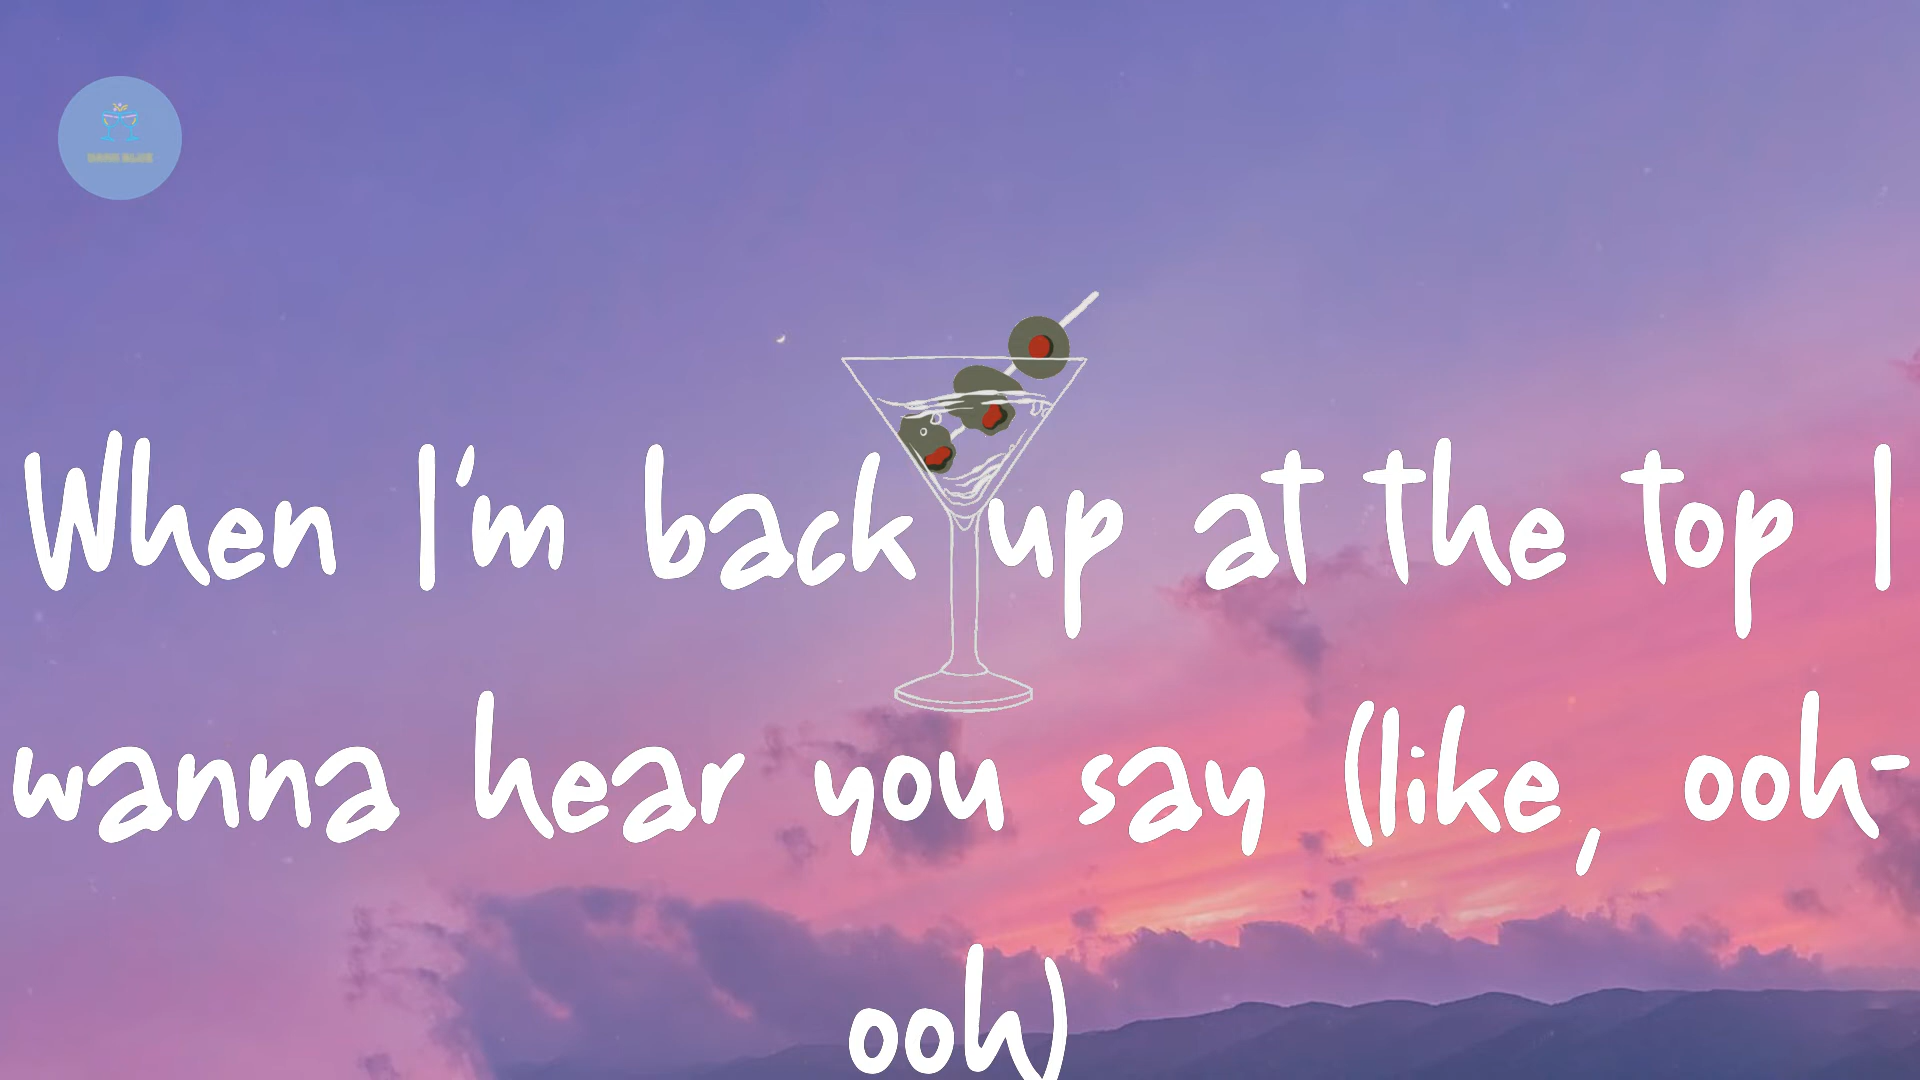 When I'm back up at the top I
wanna hear you say (like, ooh-
ooh)